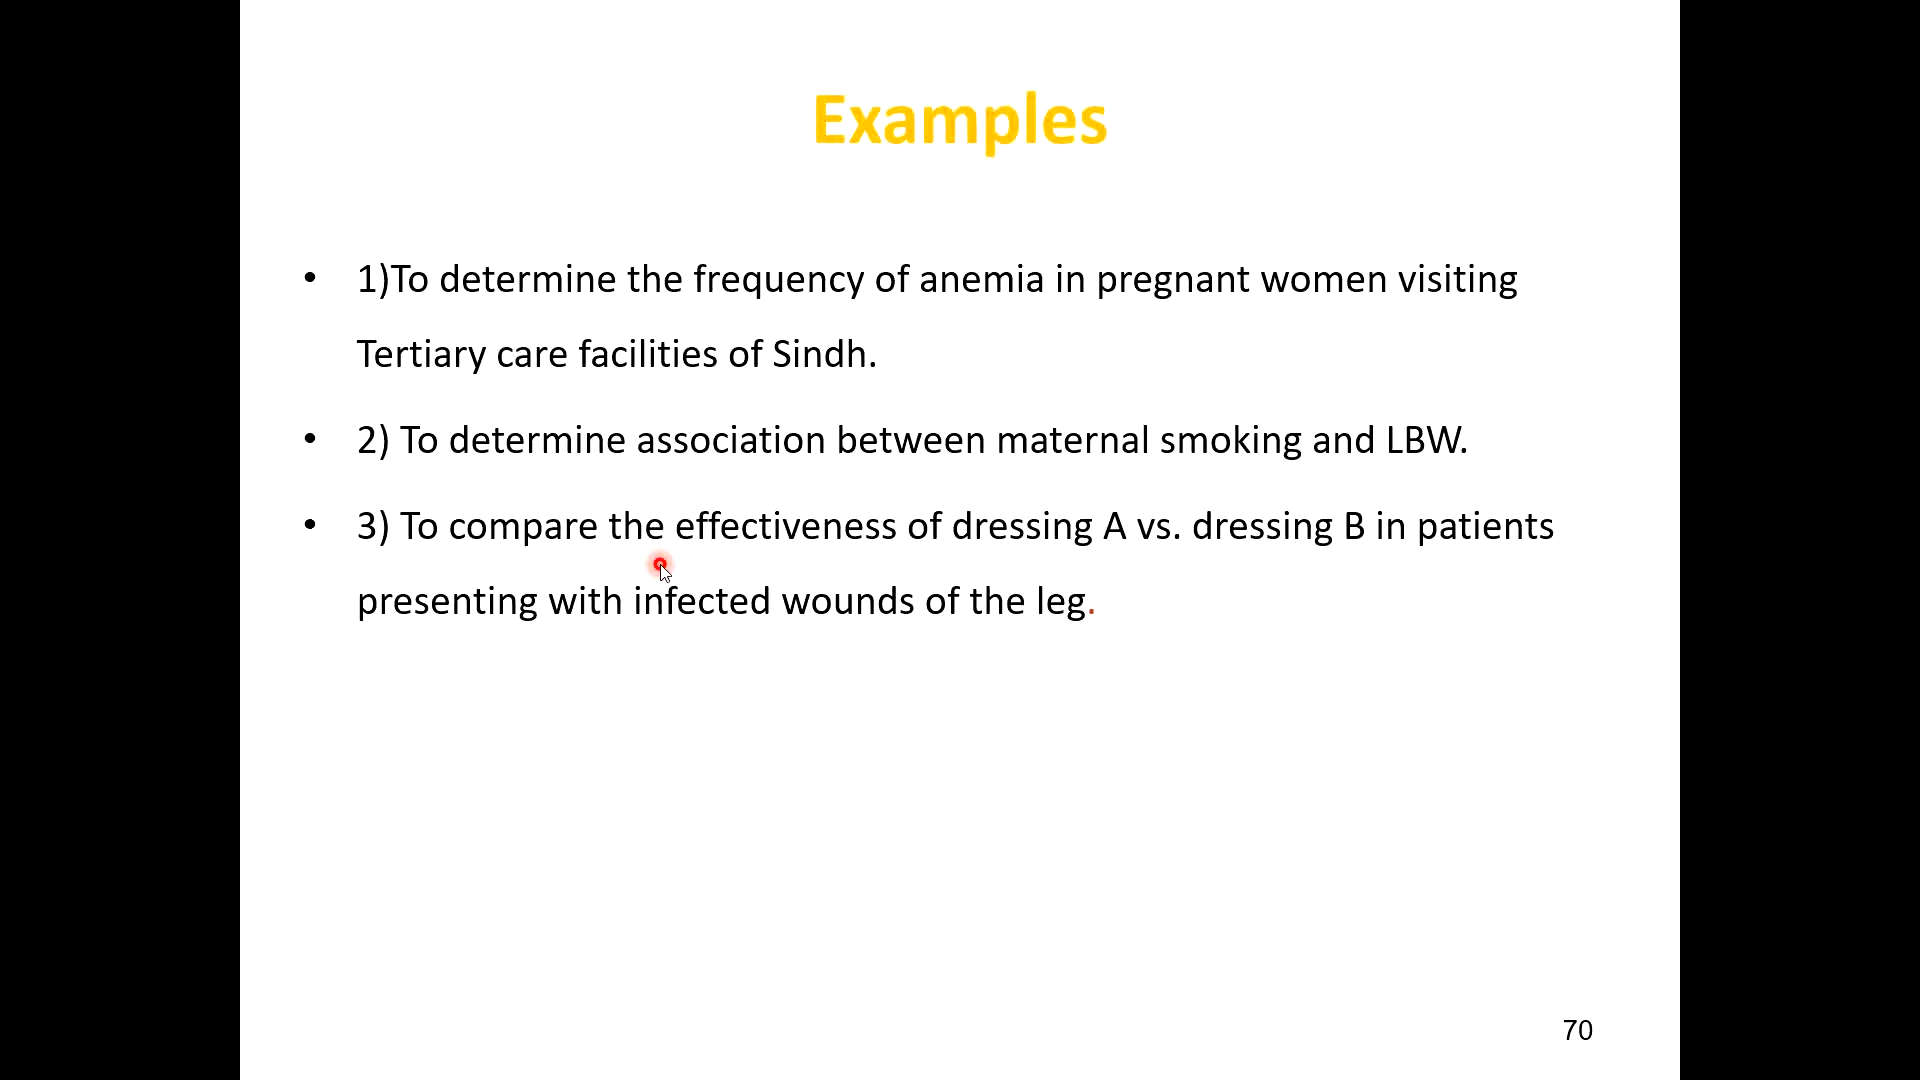 Examples
• 1)To determine the frequency of anemia in pregnant women visiting
Tertiary care facilities of Sindh.
• 2) To determine association between maternal smoking and LBW.
• 3) To compare the effectiveness of dressing A vs. dressing B in patients
presenting with infected wounds of the leg.
70